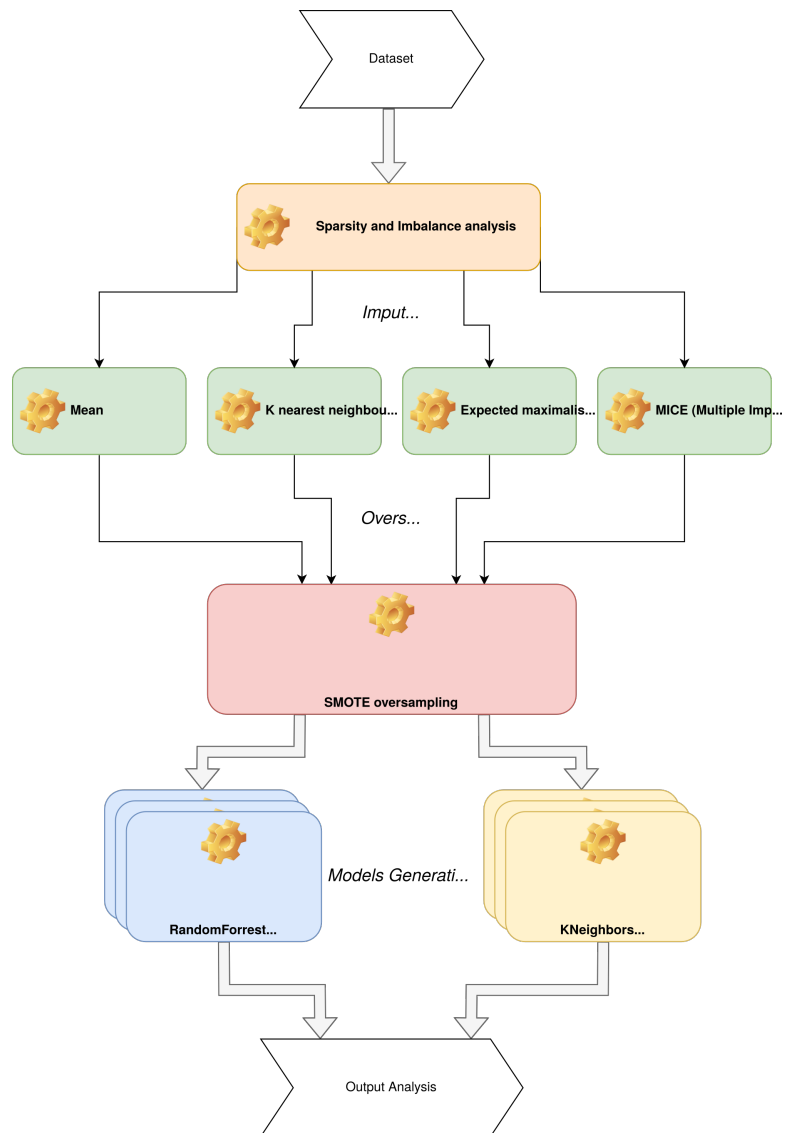 Dataset
Sparsity and Imbalance analysis
Imput...
Mean
K nearest neighbou...
Expected maximalis...
MICE (Multiple Imp...
Overs...
SMOTE oversampling
Models Generati...
RandomForrest...
KNeighbors...
Output Analysis